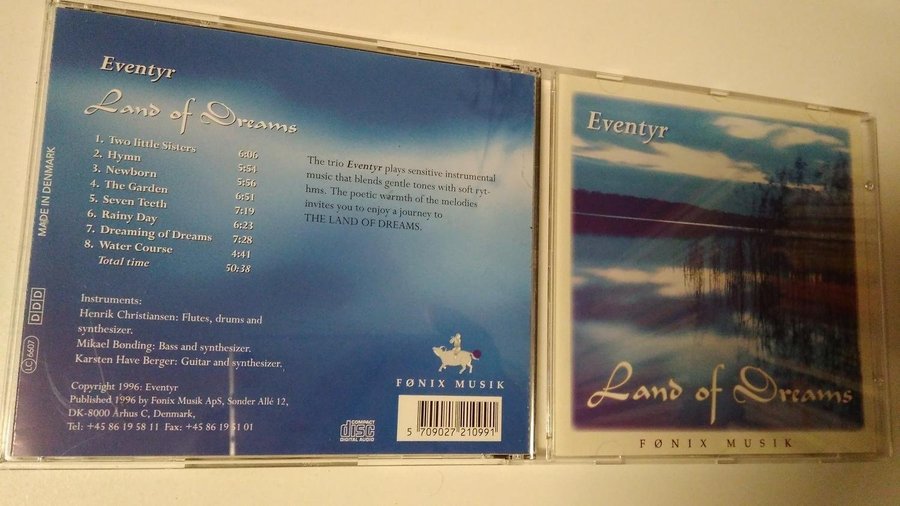 Eventyr
Land of Dreams
1. Two little Sisters 6:06
2. Hymn 5:54
3. Newborn 5:56
4. The Garden 6:51
5. Seven Teeth 7:19
6. Rainy Day 6:23
7. Dreaming of Dreams 7:28
8. Water Course 4:41
Total time 50:38
The trio Eventyr plays sensitive instrumental
music that blends gentle tones with soft ryt-
hms. The poetic warmth of the melodies
invites you to enjoy a journey to
THE LAND OF DREAMS.
MADE IN DENMARK
DDD
LC 6607
Instruments:
Henrik Christiansen: Flutes, drums and
synthesizer.
Mikael Bønding: Bass and synthesizer.
Karsten Have Berger: Guitar and synthesizer.
Copyright 1996: Eventyr
Published 1996 by Fønix Musik ApS, Sønder Allé 12,
DK-8000 Århus C, Denmark,
Tel: +45 86 19 58 11 Fax: +45 86 19 51 01
COMPACT
disc
DIGITAL AUDIO
FØNIX MUSIK
5 709027 210991
Eventyr
Land of Dreams
FØNIX MUSIK